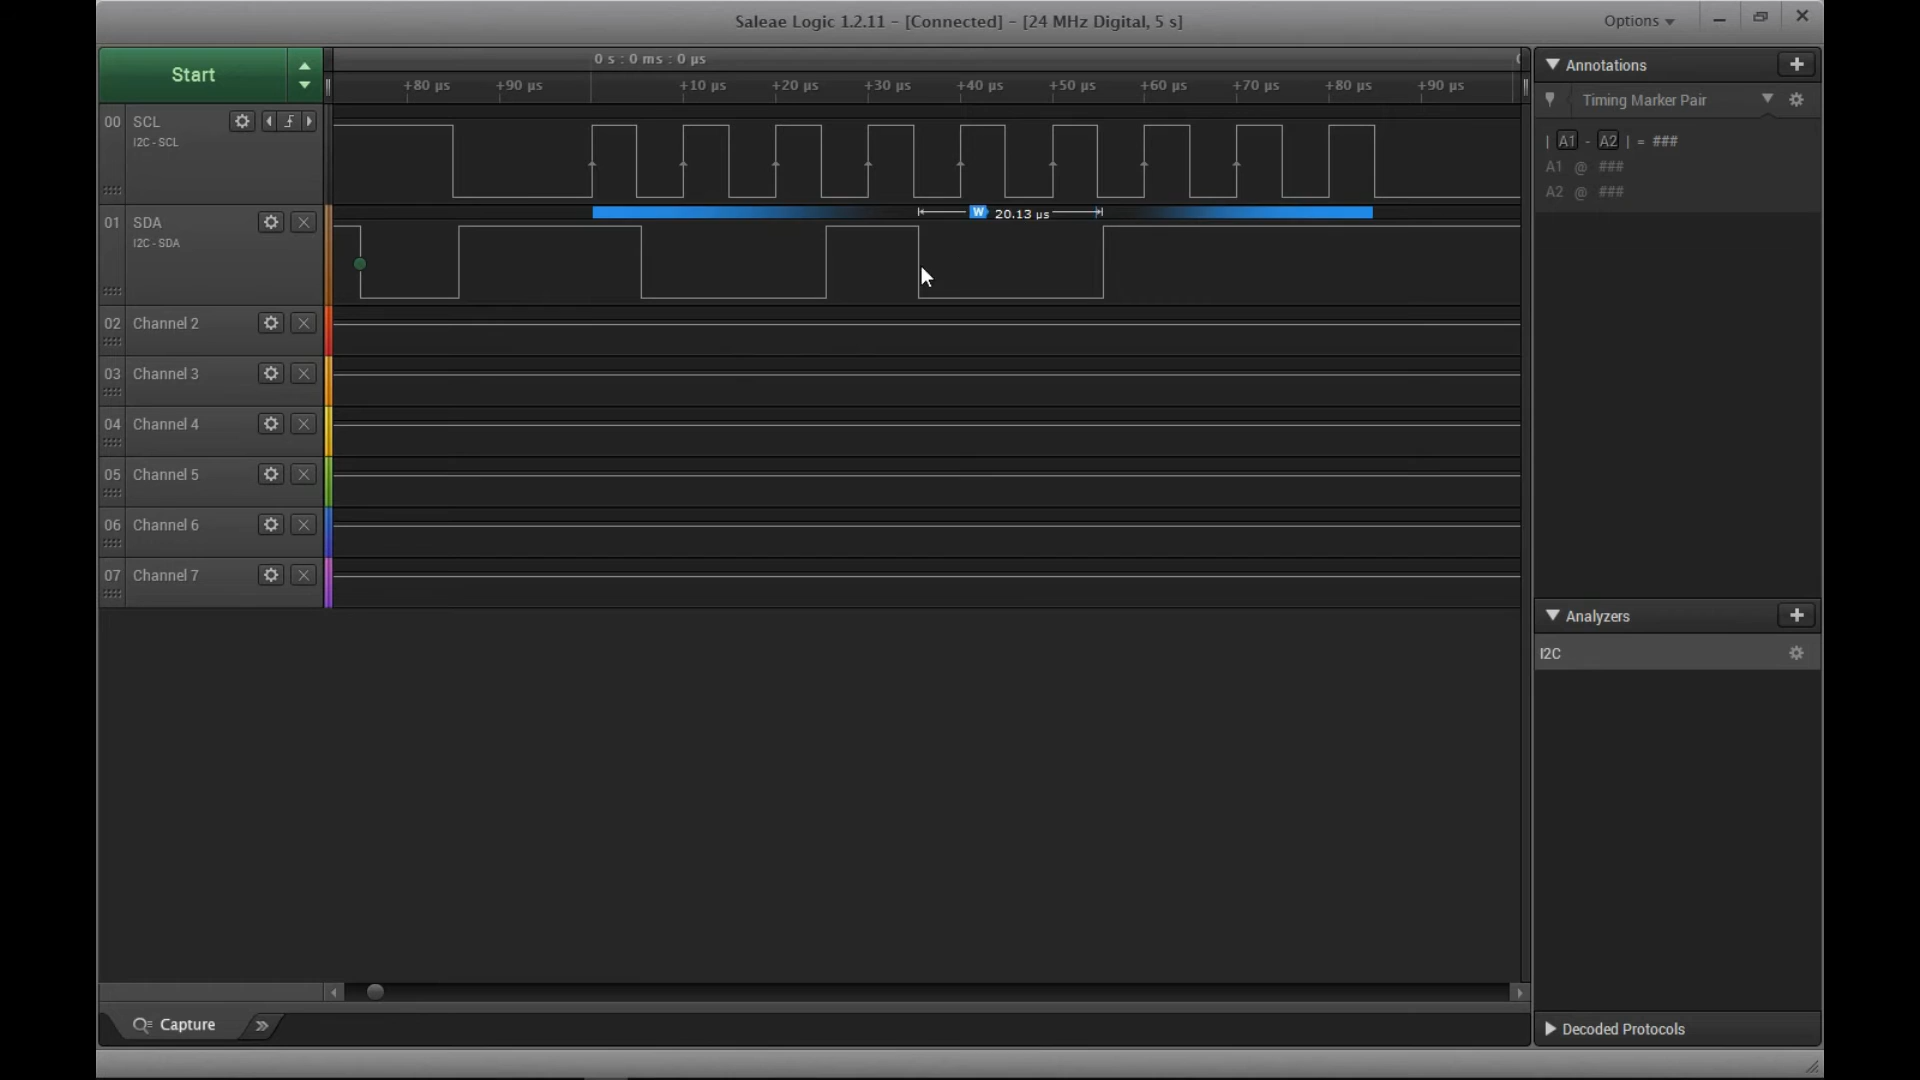 Saleae Logic 1.2.11 - [Connected] - [24 MHz Digital, 5 s]
Options
Start
0 s : 0 ms : 0 µs
+80 µs +90 µs +10 µs +20 µs +30 µs +40 µs +50 µs +60 µs +70 µs +80 µs +90 µs
00 SCL
I2C - SCL
01 SDA
I2C - SDA
W 20.13 µs
02 Channel 2
03 Channel 3
04 Channel 4
05 Channel 5
06 Channel 6
07 Channel 7
Capture
Annotations
Timing Marker Pair
| A1 - A2 | = ###
A1 @ ###
A2 @ ###
Analyzers
I2C
Decoded Protocols